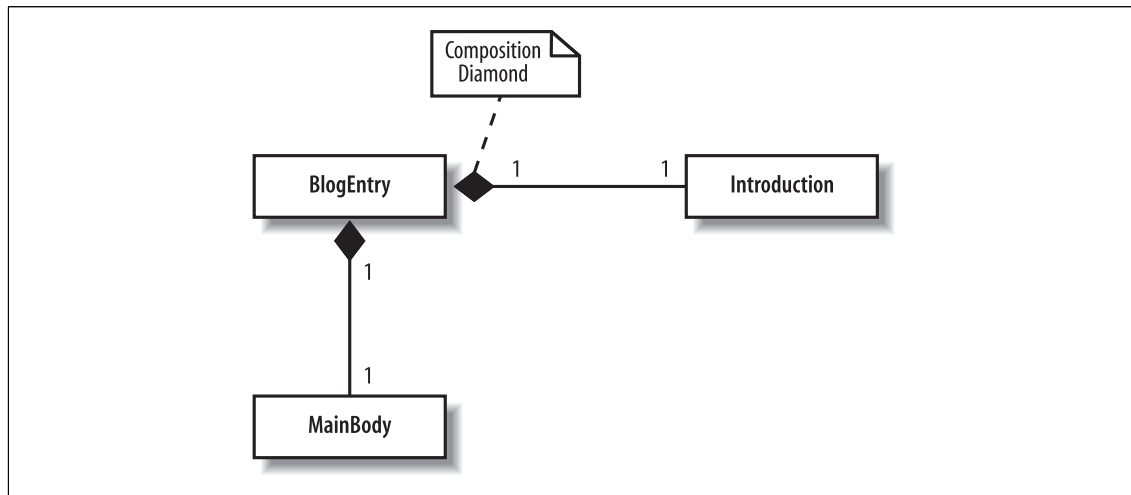 Composition
Diamond
BlogEntry
1
1
Introduction
1
1
MainBody